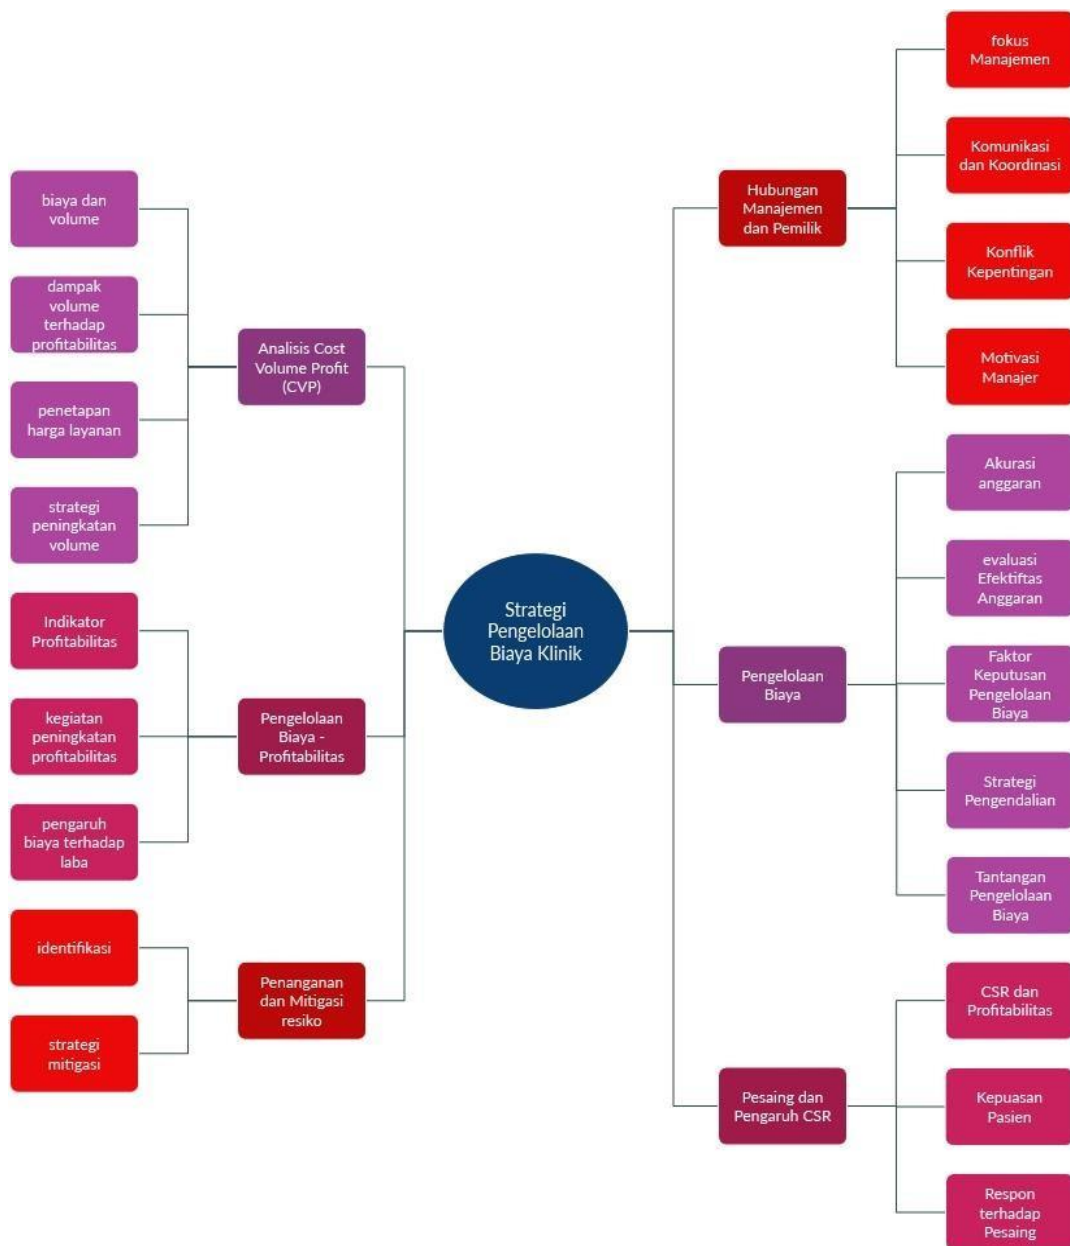 fokus
Manajemen
Komunikasi
dan Koordinasi
Hubungan
Manajemen
dan Pemilik
Konflik
Kepentingan
Motivasi
Manajer
biaya dan
volume
dampak
volume
terhadap
profitabilitas
Analisis Cost
Volume Profit
(CVP)
penetapan
harga layanan
strategi
peningkatan
volume
Akurasi
anggaran
evaluasi
Efektiftas
Anggaran
Strategi
Pengelolaan
Biaya Klinik
Pengelolaan
Biaya
Faktor
Keputusan
Pengelolaan
Biaya
Strategi
Pengendalian
Tantangan
Pengelolaan
Biaya
Indikator
Profitabilitas
kegiatan
peningkatan
profitabilitas
Pengelolaan
Biaya -
Profitabilitas
pengaruh
biaya terhadap
laba
identifikasi
Penanganan
dan Mitigasi
resiko
strategi
mitigasi
CSR dan
Profitabilitas
Pesaing dan
Pengaruh CSR
Kepuasan
Pasien
Respon
terhadap
Pesaing